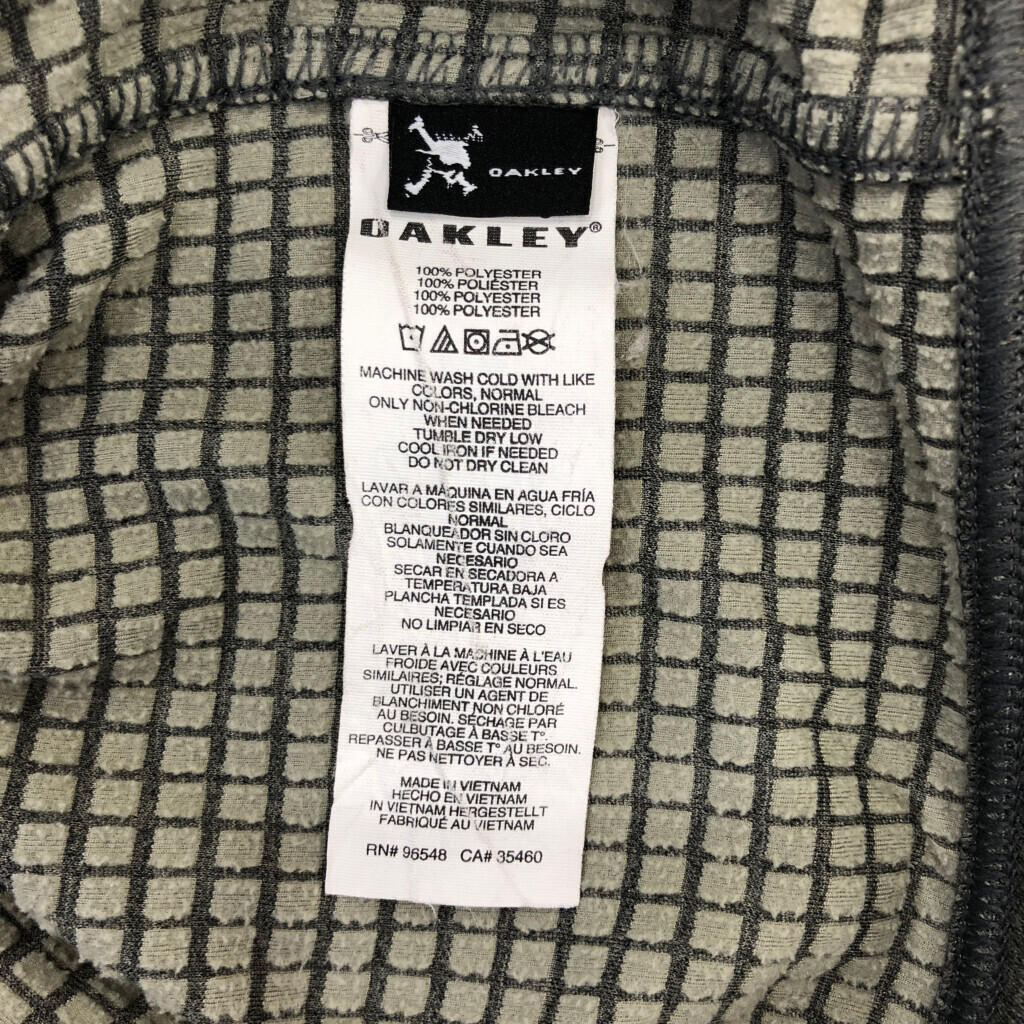 OAKLEY
OAKLEY®
100% POLYESTER
100% POLIÉSTER
100% POLYESTER
100% POLYESTER
MACHINE WASH COLD WITH LIKE
COLORS, NORMAL
ONLY NON-CHLORINE BLEACH
WHEN NEEDED
TUMBLE DRY LOW
COOL IRON IF NEEDED
DO NOT DRY CLEAN
LAVAR A MÁQUINA EN AGUA FRÍA
CON COLORES SIMILARES, CICLO
NORMAL
BLANQUEADOR SIN CLORO
SOLAMENTE CUANDO SEA
NECESARIO
SECAR EN SECADORA A
TEMPERATURA BAJA
PLANCHA TEMPLADA SI ES
NECESARIO
NO LIMPIAR EN SECO
LAVER À LA MACHINE À L'EAU
FROIDE AVEC COULEURS
SIMILAIRES; RÉGLAGE NORMAL.
UTILISER UN AGENT DE
BLANCHIMENT NON CHLORÉ
AU BESOIN. SÉCHAGE PAR
CULBUTAGE À BASSE T°.
REPASSER À BASSE T° AU BESOIN.
NE PAS NETTOYER À SEC.
MADE IN VIETNAM
HECHO EN VIETNAM
IN VIETNAM HERGESTELLT
FABRIQUÉ AU VIETNAM
RN# 96548 CA# 35460